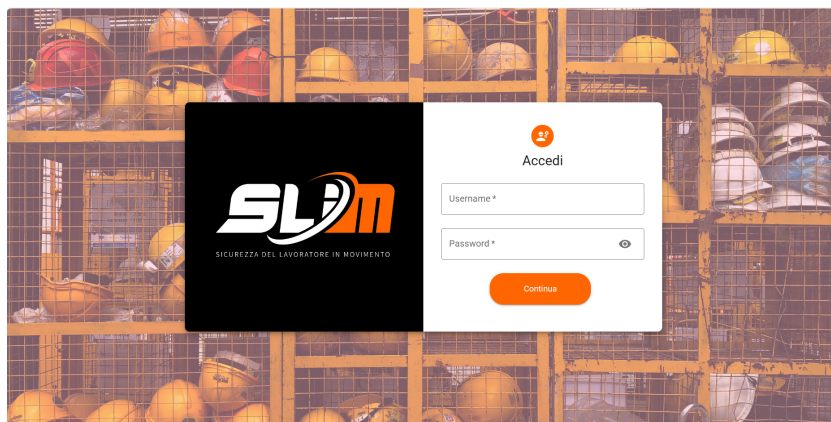 SLIM
SICUREZZA DEL LAVORATORE IN MOVIMENTO
Accedi
Username *
Password *
Continua